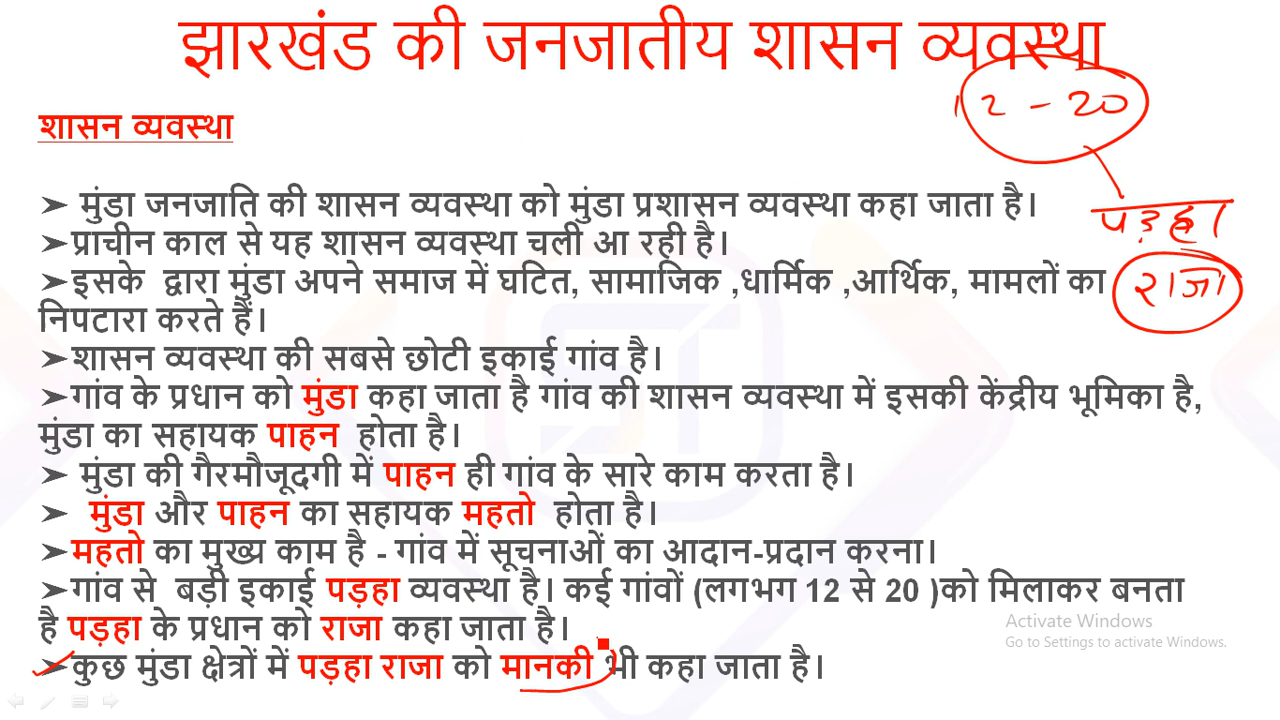 झारखंड की जनजातीय शासन व्यवस्था
12 - 20
शासन व्यवस्था
➤ मुंडा जनजाति की शासन व्यवस्था को मुंडा प्रशासन व्यवस्था कहा जाता है।
पड़हा
➤प्राचीन काल से यह शासन व्यवस्था चली आ रही है।
➤इसके द्वारा मुंडा अपने समाज में घटित, सामाजिक ,धार्मिक ,आर्थिक, मामलों का
राजा
निपटारा करते हैं।
➤शासन व्यवस्था की सबसे छोटी इकाई गांव है।
➤गांव के प्रधान को मुंडा कहा जाता है गांव की शासन व्यवस्था में इसकी केंद्रीय भूमिका है,
मुंडा का सहायक पाहन होता है।
➤ मुंडा की गैरमौजूदगी में पाहन ही गांव के सारे काम करता है।
➤ मुंडा और पाहन का सहायक महतो होता है।
➤महतो का मुख्य काम है - गांव में सूचनाओं का आदान-प्रदान करना।
➤गांव से बड़ी इकाई पड़हा व्यवस्था है। कई गांवों (लगभग 12 से 20 )को मिलाकर बनता
है पड़हा के प्रधान को राजा कहा जाता है।
Activate Windows
Go to Settings to activate Windows.
➤कुछ मुंडा क्षेत्रों में पड़हा राजा को मानकी भी कहा जाता है।